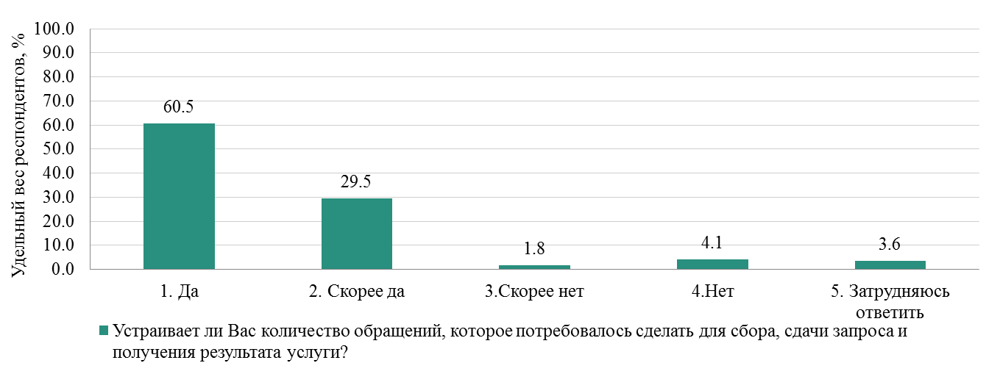 Удельный вес респондентов, %
100.0
90.0
80.0
70.0
60.0
50.0
40.0
30.0
20.0
10.0
0.0
60.5
29.5
1.8
4.1
3.6
1. Да
2. Скорее да
3.Скорее нет
4.Нет
5. Затрудняюсь
ответить
Устраивает ли Вас количество обращений, которое потребовалось сделать для сбора, сдачи запроса и
получения результата услуги?